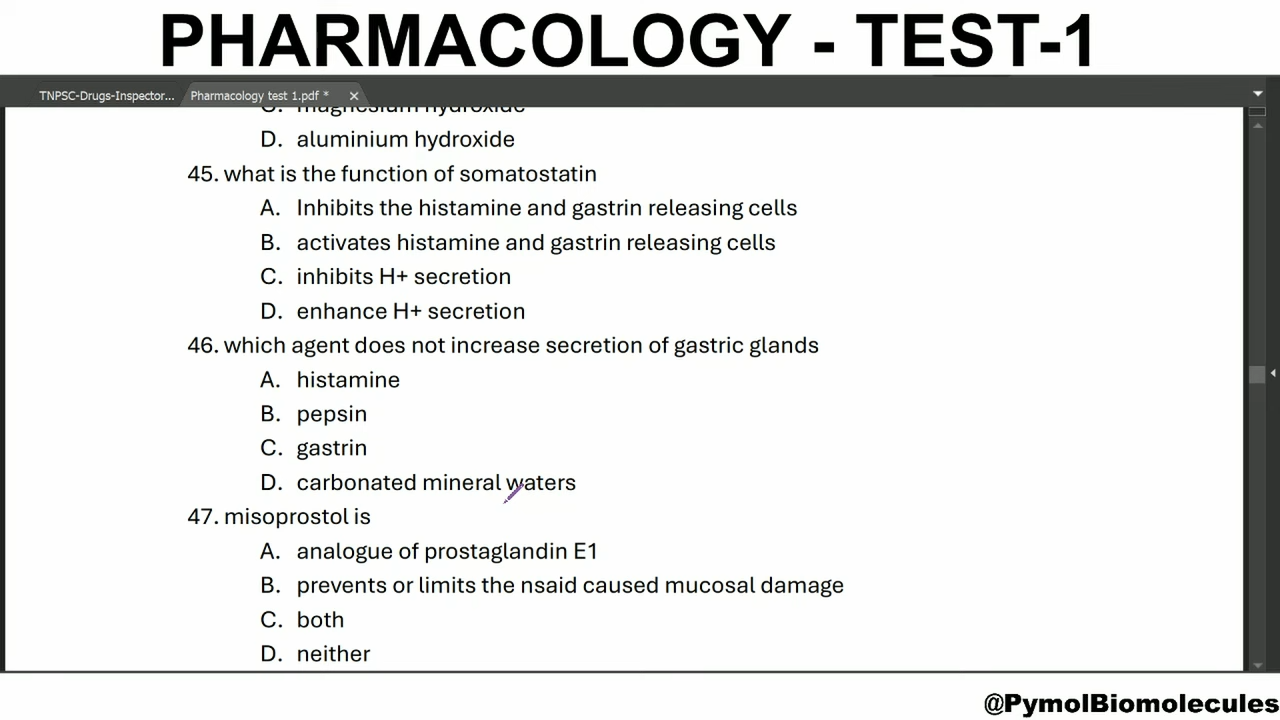 PHARMACOLOGY - TEST-1
TNPSC-Drugs-Inspector... Pharmacology test 1.pdf *
C. magnesium hydroxide
D. aluminium hydroxide
45. what is the function of somatostatin
A. Inhibits the histamine and gastrin releasing cells
B. activates histamine and gastrin releasing cells
C. inhibits H+ secretion
D. enhance H+ secretion
46. which agent does not increase secretion of gastric glands
A. histamine
B. pepsin
C. gastrin
D. carbonated mineral waters
47. misoprostol is
A. analogue of prostaglandin E1
B. prevents or limits the nsaid caused mucosal damage
C. both
D. neither
@PymolBiomolecules